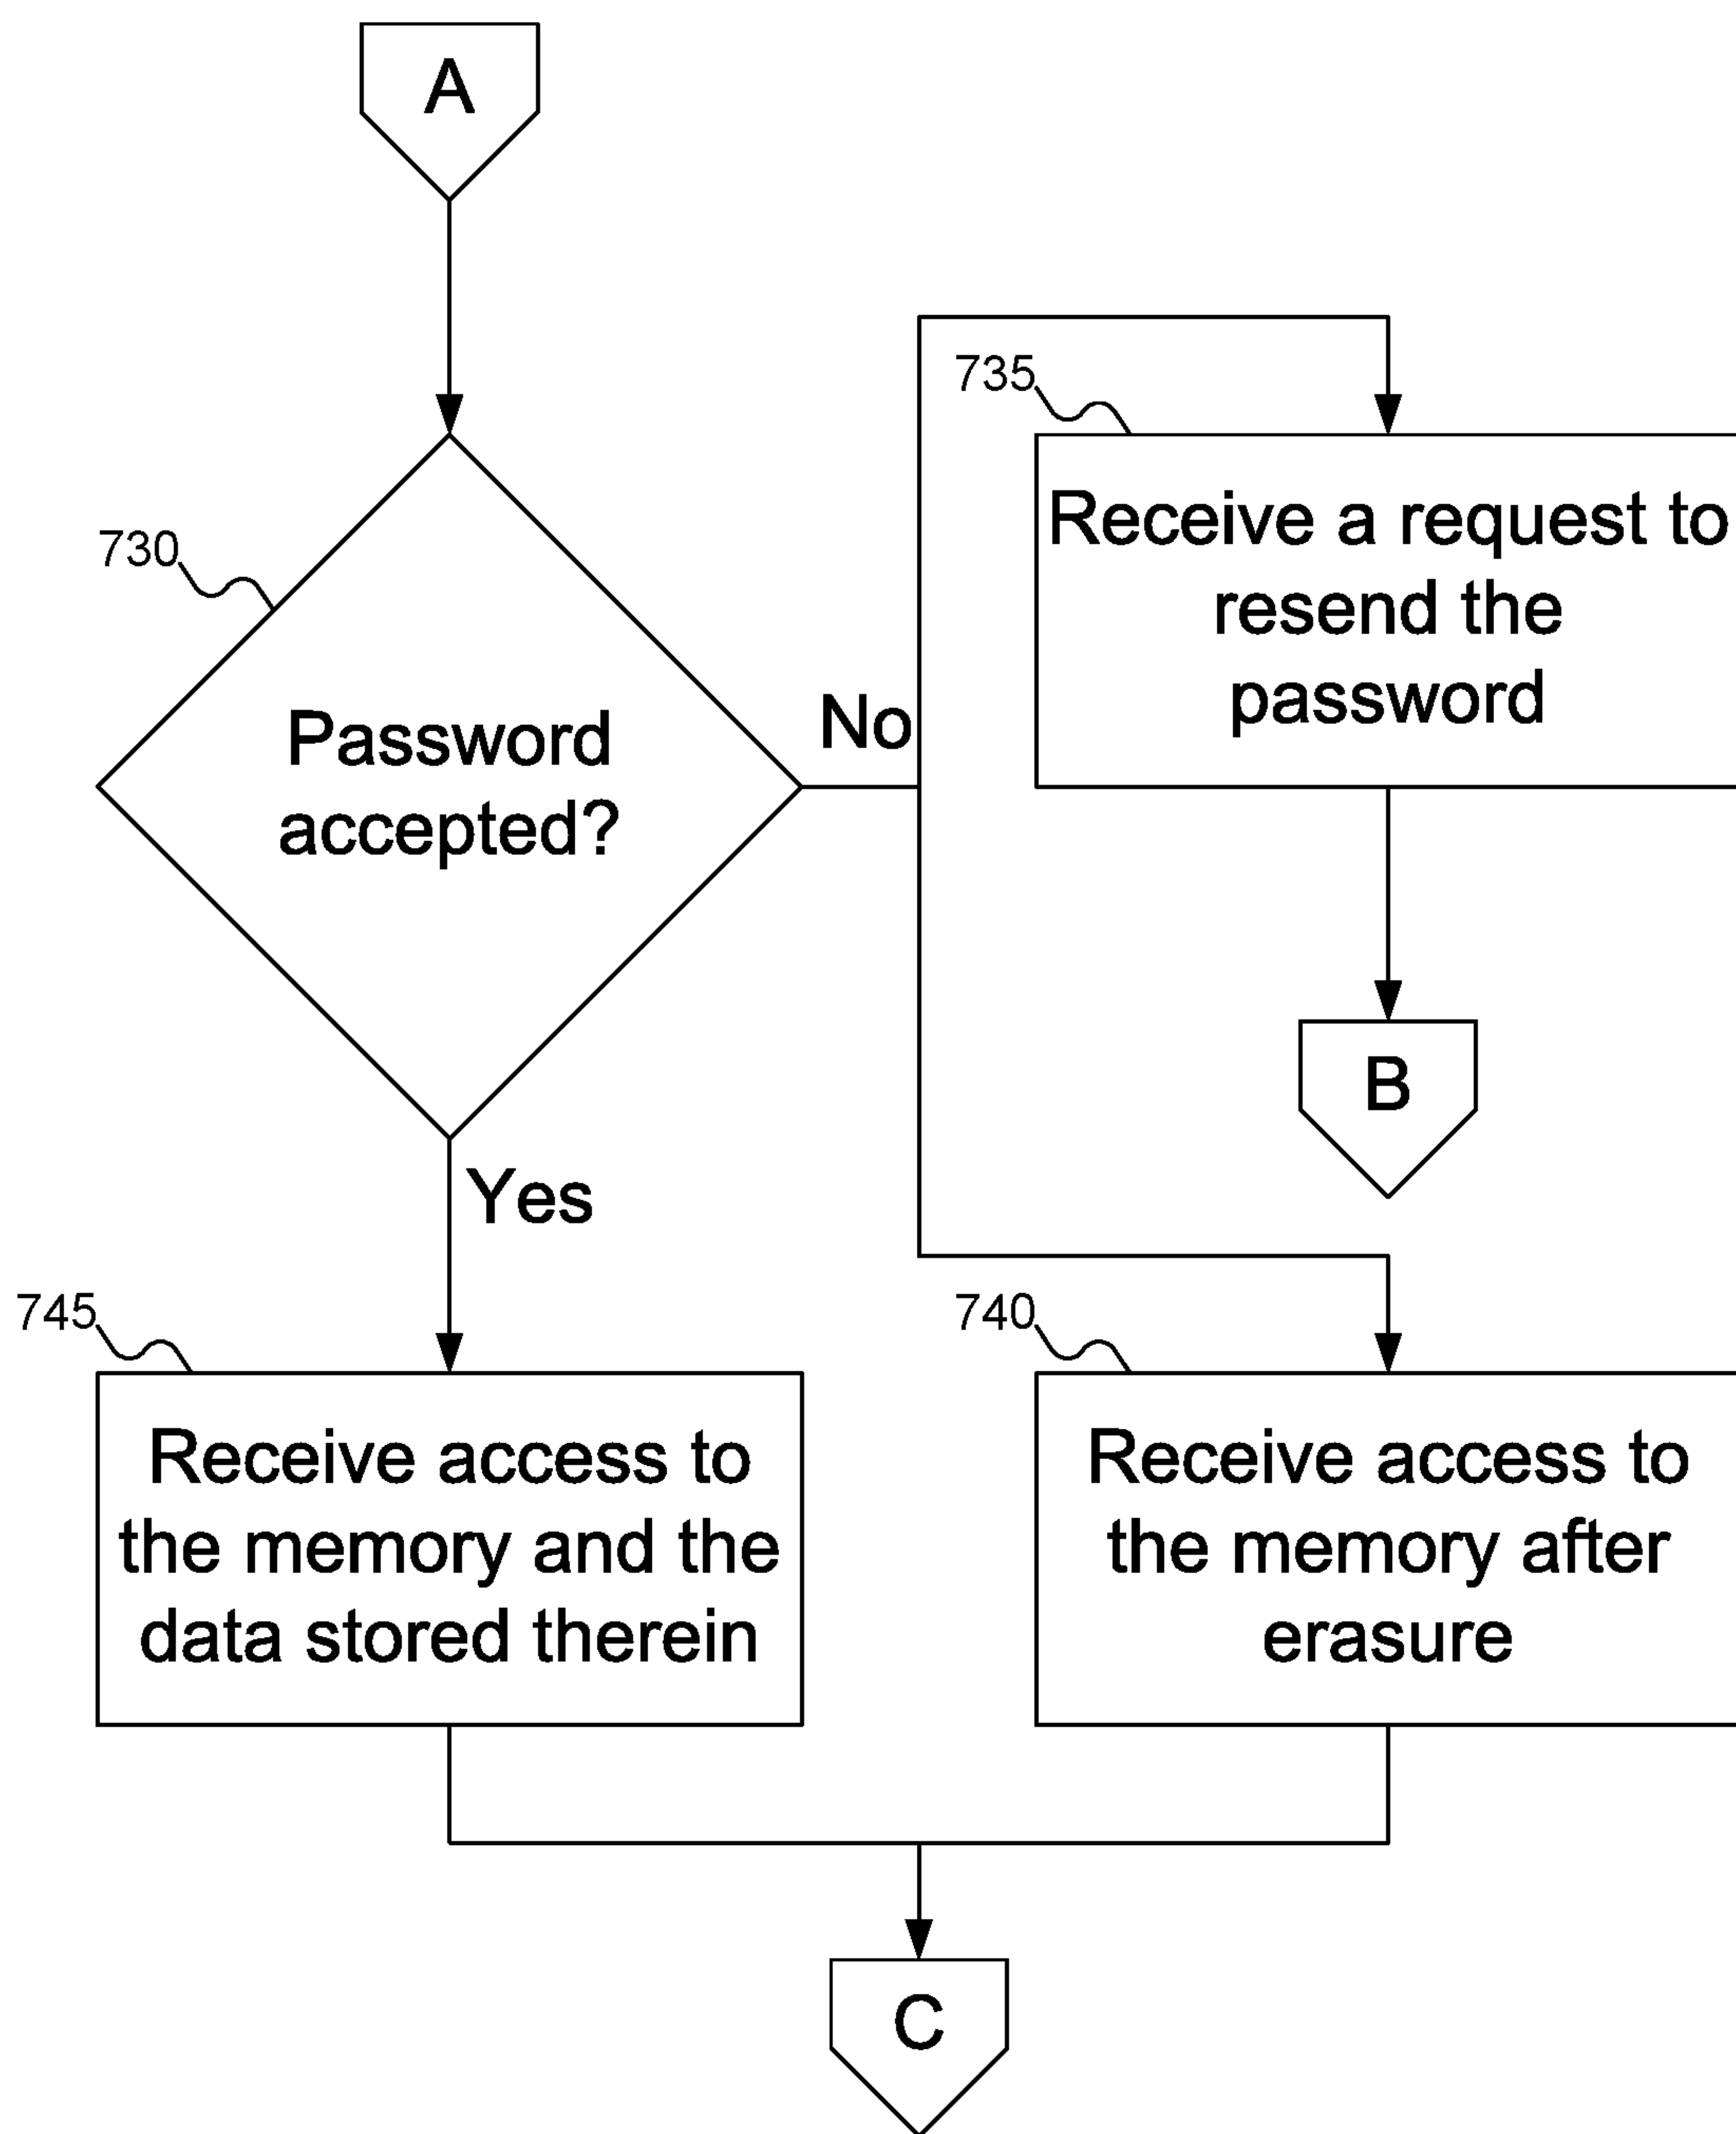 A
735
Receive a request to
resend the
password
730
Password
accepted?
No
B
Yes
745
Receive access to
the memory and the
data stored therein
740
Receive access to
the memory after
erasure
C